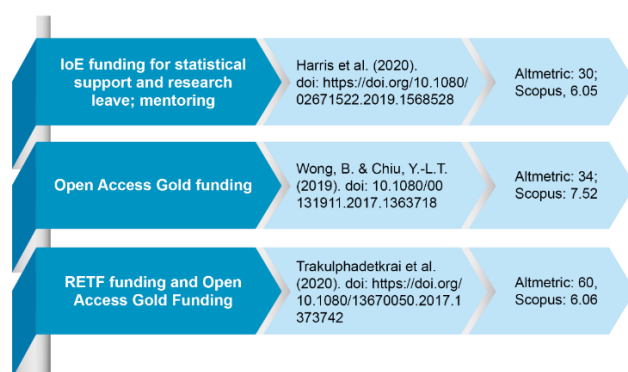 IoE funding for statistical
support and research
leave; mentoring
Harris et al. (2020).
doi: https://doi.org/10.1080/
02671522.2019.1568528
Altmetric: 30;
Scopus, 6.05
Open Access Gold funding
Wong, B. & Chiu, Y.-L.T.
(2019). doi: 10.1080/00
131911.2017.1363718
Altmetric: 34;
Scopus: 7.52
RETF funding and Open
Access Gold Funding
Trakulphadetkrai et al.
(2020). doi: https://doi.org/
10.1080/13670050.2017.1
373742
Altmetric: 60,
Scopus: 6.06